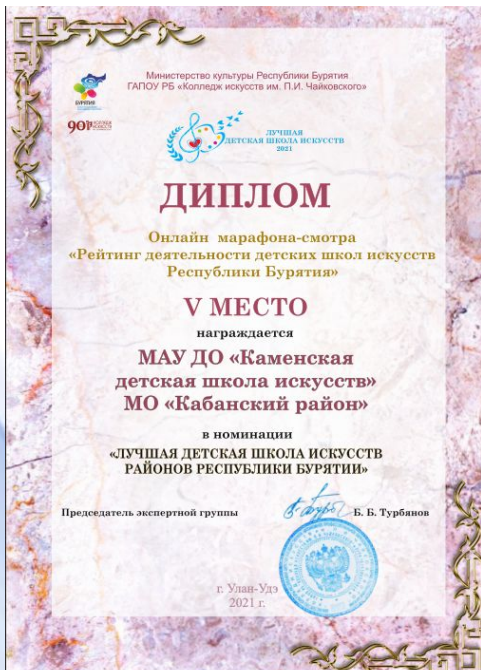 Министерство культуры Республики Бурятия
ГАПОУ РБ «Колледж искусств им. П.И. Чайковского»
БУРЯТИЯ
90
ЛУЧШАЯ
ДЕТСКАЯ ШКОЛА ИСКУССТВ
2021
ДИПЛОМ
Онлайн марафона-смотра
«Рейтинг деятельности детских школ искусств
Республики Бурятия»
V МЕСТО
награждается
МАУ ДО «Каменская
детская школа искусств»
МО «Кабанский район»
в номинации
«ЛУЧШАЯ ДЕТСКАЯ ШКОЛА ИСКУССТВ
РАЙОНОВ РЕСПУБЛИКИ БУРЯТИИ»
Председатель экспертной группы Б. Б. Турбянов
г. Улан-Удэ
2021 г.